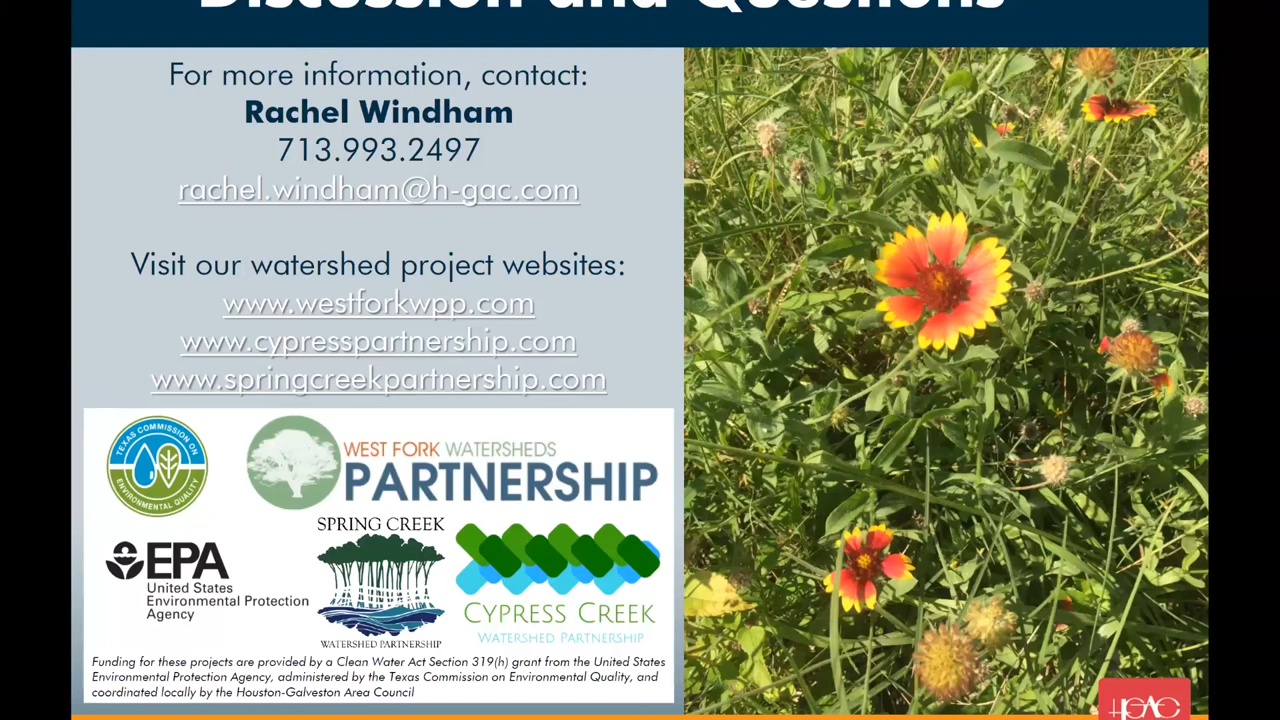 Discussion and Questions
For more information, contact:
Rachel Windham
713.993.2497
rachel.windham@h-gac.com
Visit our watershed project websites:
www.westforkwpp.com
www.cypresspartnership.com
www.springcreekpartnership.com
TEXAS COMMISSION ON
ENVIRONMENTAL QUALITY
WEST FORK WATERSHEDS
PARTNERSHIP
EPA
United States
Environmental Protection
Agency
SPRING CREEK
WATERSHED PARTNERSHIP
CYPRESS CREEK
WATERSHED PARTNERSHIP
Funding for these projects are provided by a Clean Water Act Section 319(h) grant from the United States
Environmental Protection Agency, administered by the Texas Commission on Environmental Quality, and
coordinated locally by the Houston-Galveston Area Council